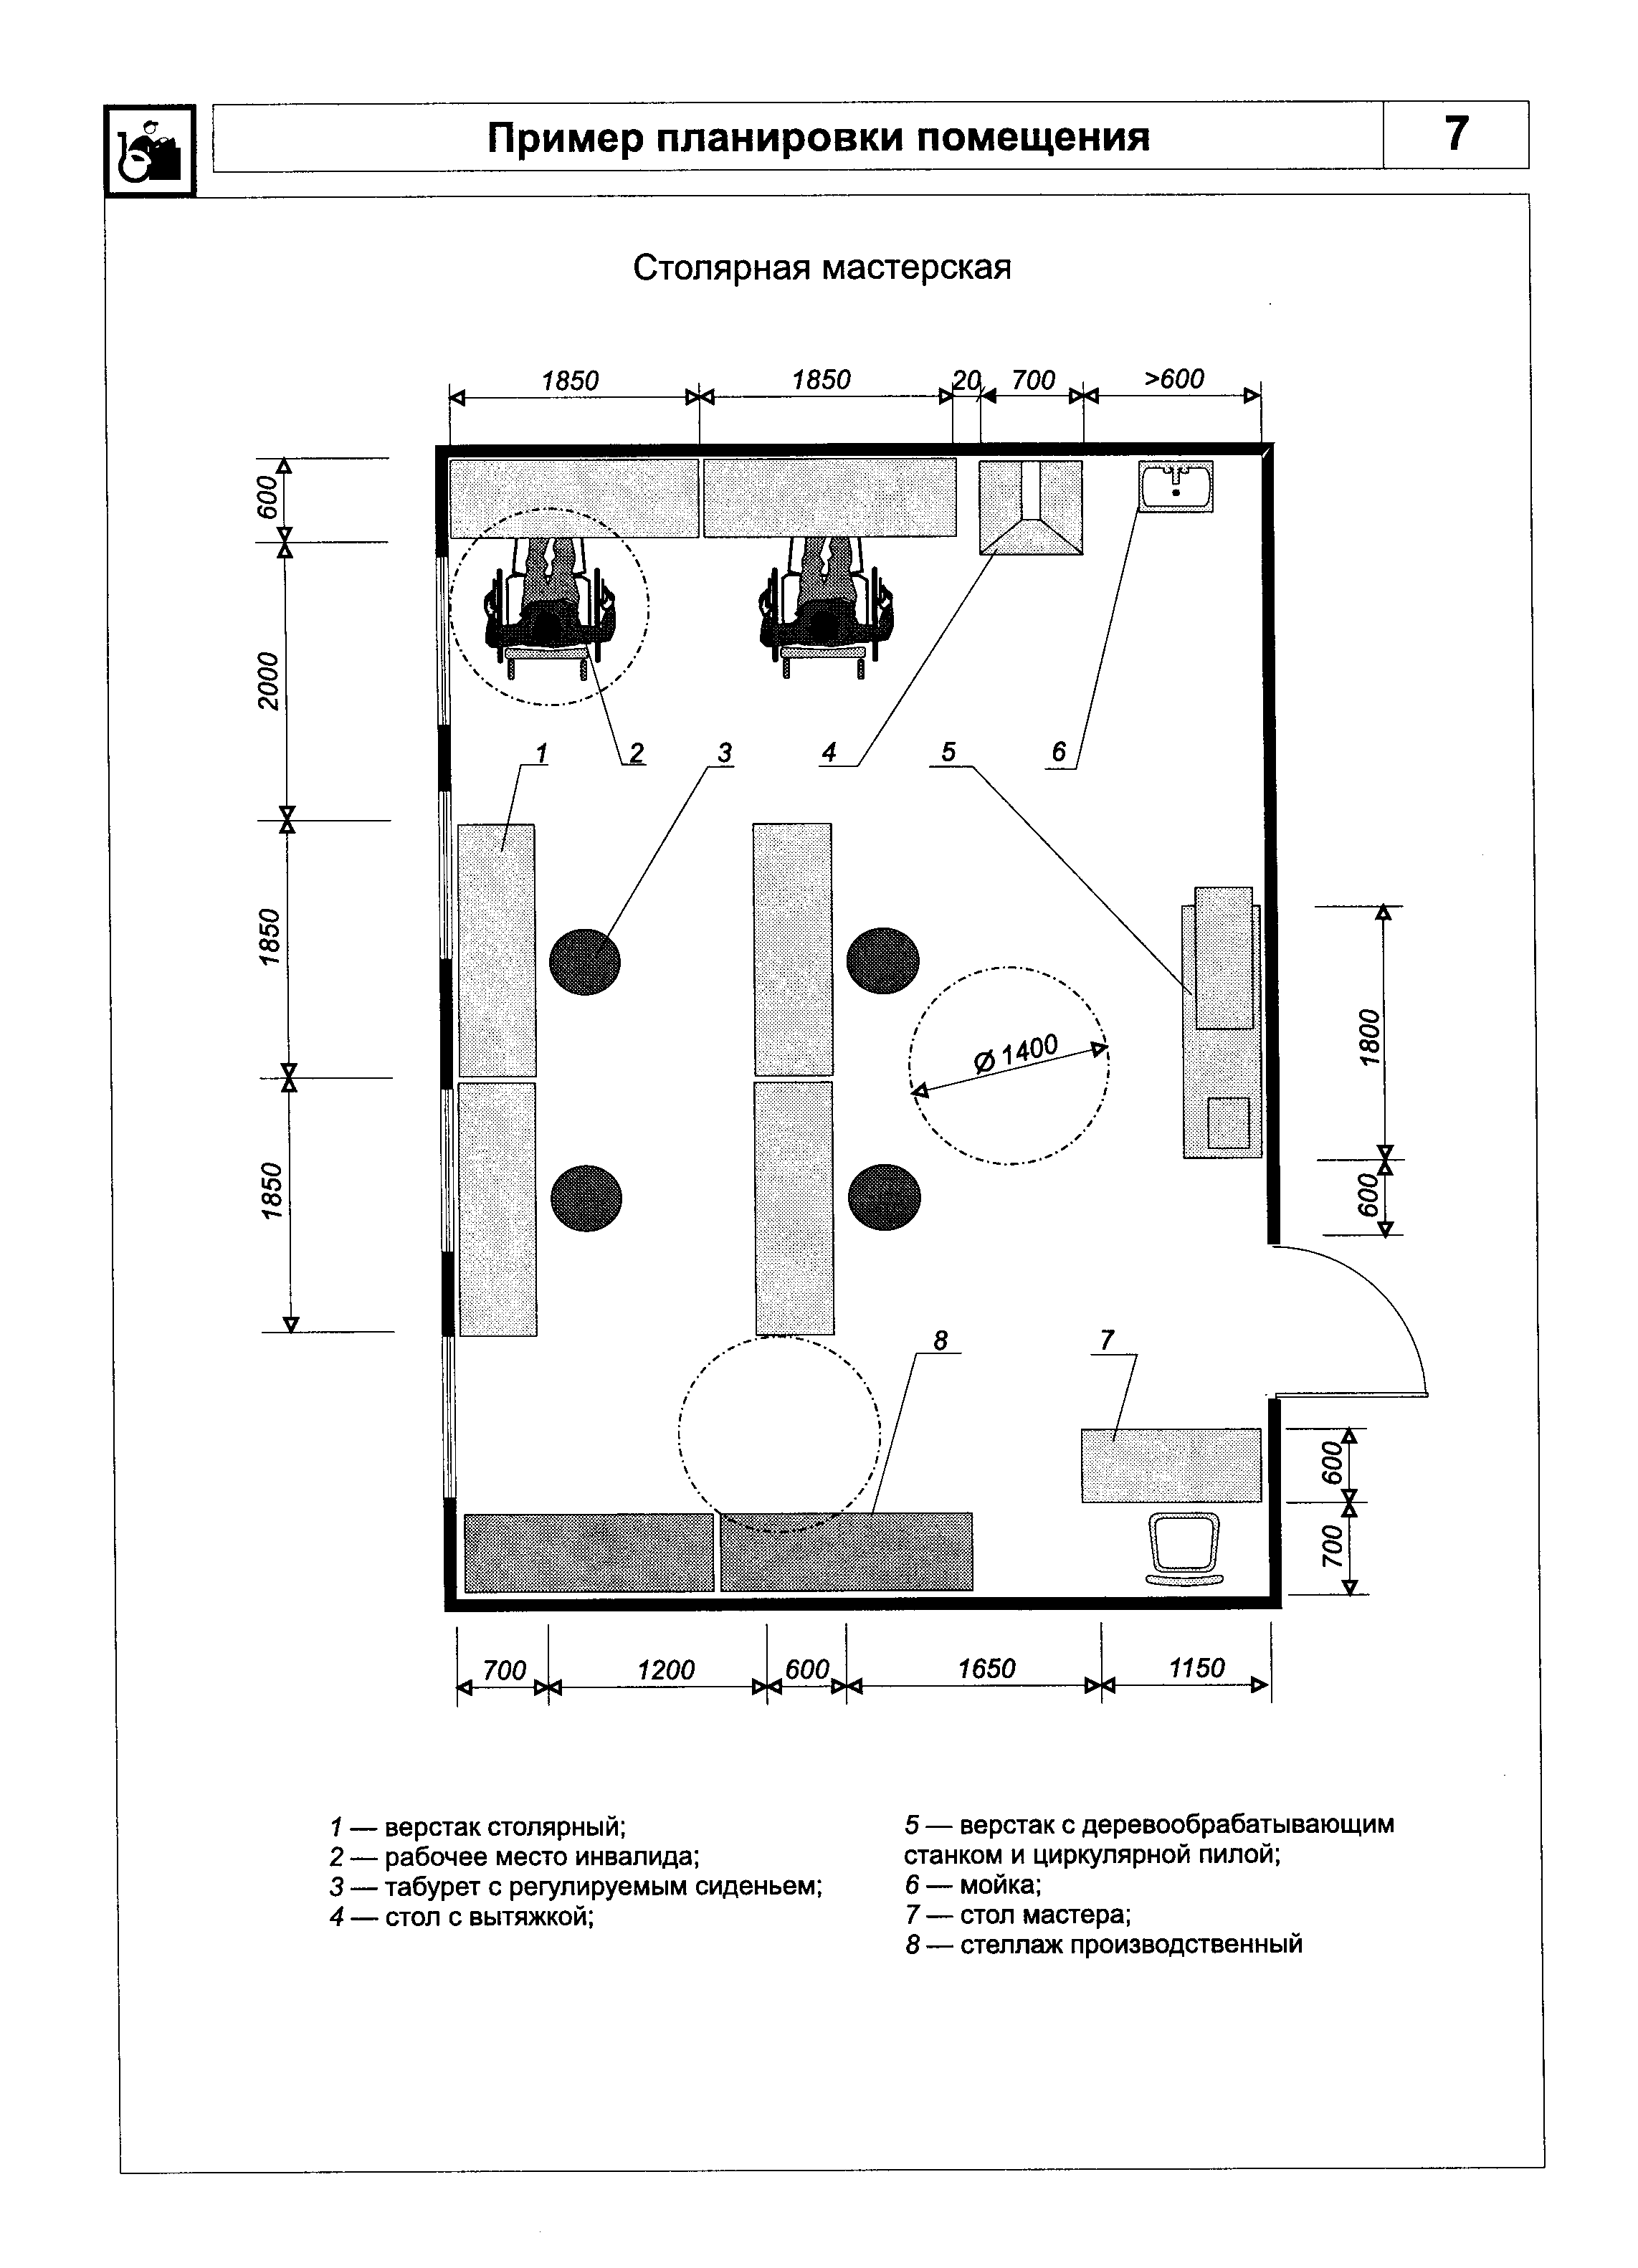 Пример планировки помещения
7
Столярная мастерская
1850
1850
20
700
>600
600
2000
1
2
3
4
5
6
1850
1800
Ø 1400
1850
600
8
7
600
700
700
1200
600
1650
1150
1 — верстак столярный;
2 — рабочее место инвалида;
3 — табурет с регулируемым сиденьем;
4 — стол с вытяжкой;
5 — верстак с деревообрабатывающим
станком и циркулярной пилой;
6 — мойка;
7 — стол мастера;
8 — стеллаж производственный